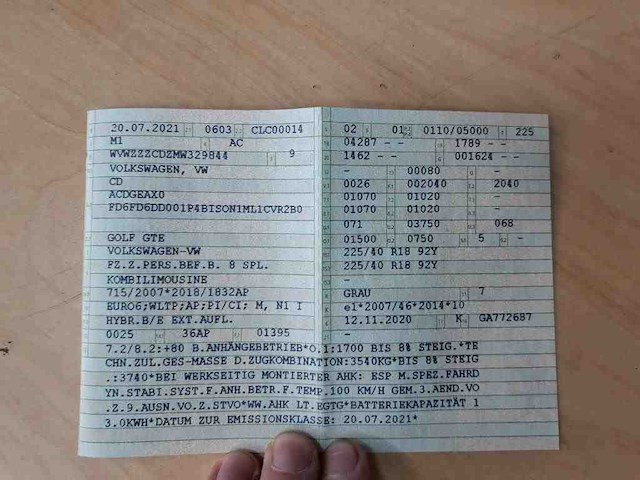 20.07.2021 0603 CLC00014
M1 AC
WVWZZZCDZMW329844 9
VOLKSWAGEN, VW
CD
ACDGEAX0
FD6FD6DD001P4BISON1ML1CVR2B0
GOLF GTE
VOLKSWAGEN-VW
FZ.Z.PERS.BEF.B. 8 SPL.
KOMBILIMOUSINE
715/2007*2018/1832AP
EURO6;WLTP;AP;PI/CI; M, N1 I
HYBR.B/E EXT.AUFL.
0025 36AP 01395
02 01 0110/05000 225
04287 - - 1789 - -
1462 - - 001624 - -
- 00080 -
0026 002040 2040
01070 01020 -
01070 01020 -
071 03750 068
01500 0750 5 -
225/40 R18 92Y
225/40 R18 92Y
-
GRAU 7
e1*2007/46*2014*10
12.11.2020 K GA772687
-
7.2/8.2:+80 B.ANHÄNGEBETRIEB*O.1:1700 BIS 8% STEIG.*TE
CHN.ZUL.GES-MASSE D.ZUGKOMBINATION:3540KG*BIS 8% STEIG
.:3740*BEI WERKSEITIG MONTIERTER AHK: ESP M.SPEZ.FAHRD
YN.STABI.SYST.F.ANH.BETR.F.TEMP.100 KM/H GEM.3.AEND.VO
.Z.9.AUSN.VO.Z.STVO*WW.AHK LT.EGTG*BATTERIEKAPAZITÄT 1
3.0KWH*DATUM ZUR EMISSIONSKLASSE: 20.07.2021*